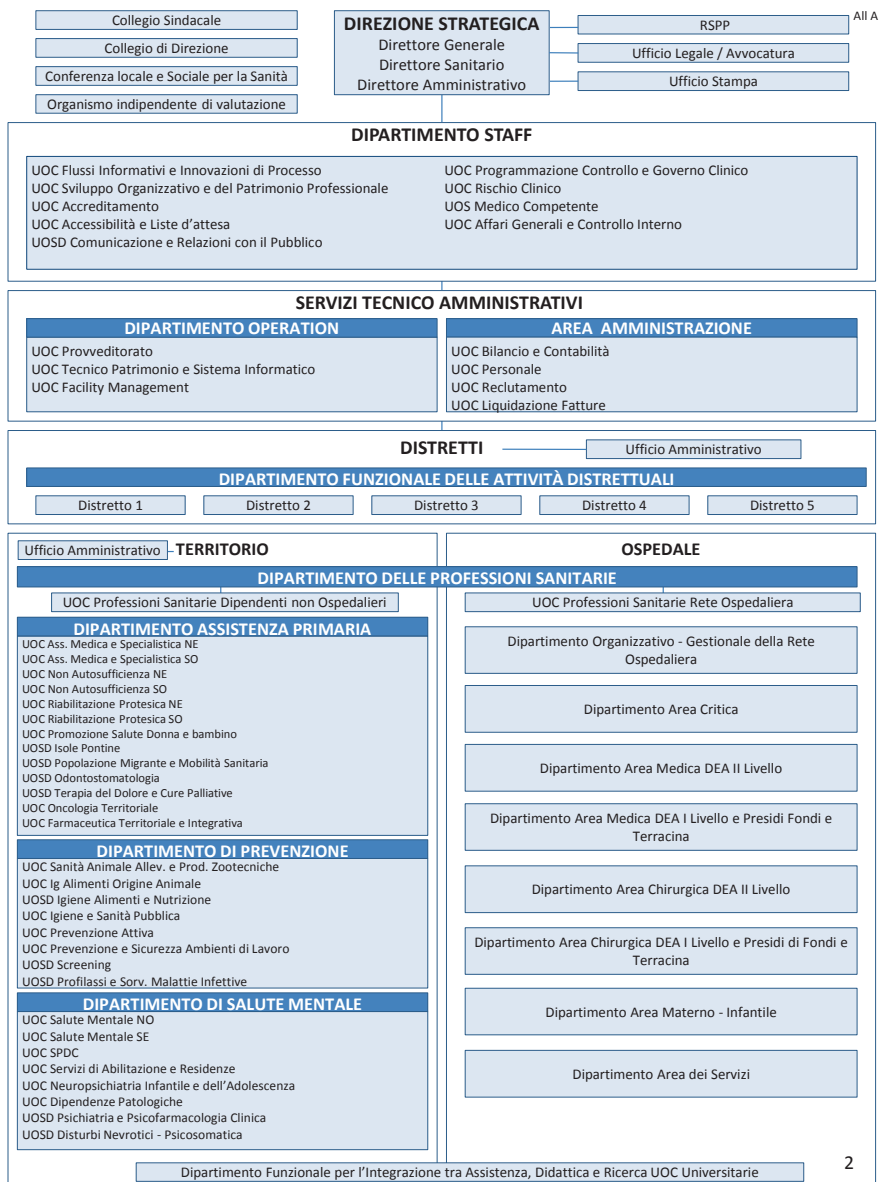 Collegio Sindacale
Collegio di Direzione
Conferenza locale e Sociale per la Sanità
Organismo indipendente di valutazione
DIREZIONE STRATEGICA
Direttore Generale
Direttore Sanitario
Direttore Amministrativo
RSPP
Ufficio Legale / Avvocatura
Ufficio Stampa
All A
DIPARTIMENTO STAFF
UOC Flussi Informativi e Innovazioni di Processo
UOC Sviluppo Organizzativo e del Patrimonio Professionale
UOC Accreditamento
UOC Accessibilità e Liste d'attesa
UOSD Comunicazione e Relazioni con il Pubblico
UOC Programmazione Controllo e Governo Clinico
UOC Rischio Clinico
UOS Medico Competente
UOC Affari Generali e Controllo Interno
SERVIZI TECNICO AMMINISTRATIVI
DIPARTIMENTO OPERATION
UOC Provveditorato
UOC Tecnico Patrimonio e Sistema Informatico
UOC Facility Management
AREA AMMINISTRAZIONE
UOC Bilancio e Contabilità
UOC Personale
UOC Reclutamento
UOC Liquidazione Fatture
DISTRETTI
Ufficio Amministrativo
DIPARTIMENTO FUNZIONALE DELLE ATTIVITÀ DISTRETTUALI
Distretto 1
Distretto 2
Distretto 3
Distretto 4
Distretto 5
Ufficio Amministrativo
TERRITORIO
OSPEDALE
DIPARTIMENTO DELLE PROFESSIONI SANITARIE
UOC Professioni Sanitarie Dipendenti non Ospedalieri
UOC Professioni Sanitarie Rete Ospedaliera
DIPARTIMENTO ASSISTENZA PRIMARIA
UOC Ass. Medica e Specialistica NE
UOC Ass. Medica e Specialistica SO
UOC Non Autosufficienza NE
UOC Non Autosufficienza SO
UOC Riabilitazione Protesica NE
UOC Riabilitazione Protesica SO
UOC Promozione Salute Donna e bambino
UOSD Isole Pontine
UOSD Popolazione Migrante e Mobilità Sanitaria
UOSD Odontostomatologia
UOSD Terapia del Dolore e Cure Palliative
UOC Oncologia Territoriale
UOC Farmaceutica Territoriale e Integrativa
DIPARTIMENTO DI PREVENZIONE
UOC Sanità Animale Allev. e Prod. Zootecniche
UOC Ig Alimenti Origine Animale
UOSD Igiene Alimenti e Nutrizione
UOC Igiene e Sanità Pubblica
UOC Prevenzione Attiva
UOC Prevenzione e Sicurezza Ambienti di Lavoro
UOSD Screening
UOSD Profilassi e Sorv. Malattie Infettive
DIPARTIMENTO DI SALUTE MENTALE
UOC Salute Mentale NO
UOC Salute Mentale SE
UOC SPDC
UOC Servizi di Abilitazione e Residenze
UOC Neuropsichiatria Infantile e dell'Adolescenza
UOC Dipendenze Patologiche
UOSD Psichiatria e Psicofarmacologia Clinica
UOSD Disturbi Nevrotici - Psicosomatica
Dipartimento Organizzativo - Gestionale della Rete
Ospedaliera
Dipartimento Area Critica
Dipartimento Area Medica DEA II Livello
Dipartimento Area Medica DEA I Livello e Presidi Fondi e
Terracina
Dipartimento Area Chirurgica DEA II Livello
Dipartimento Area Chirurgica DEA I Livello e Presidi di Fondi e
Terracina
Dipartimento Area Materno - Infantile
Dipartimento Area dei Servizi
Dipartimento Funzionale per l'Integrazione tra Assistenza, Didattica e Ricerca UOC Universitarie
2